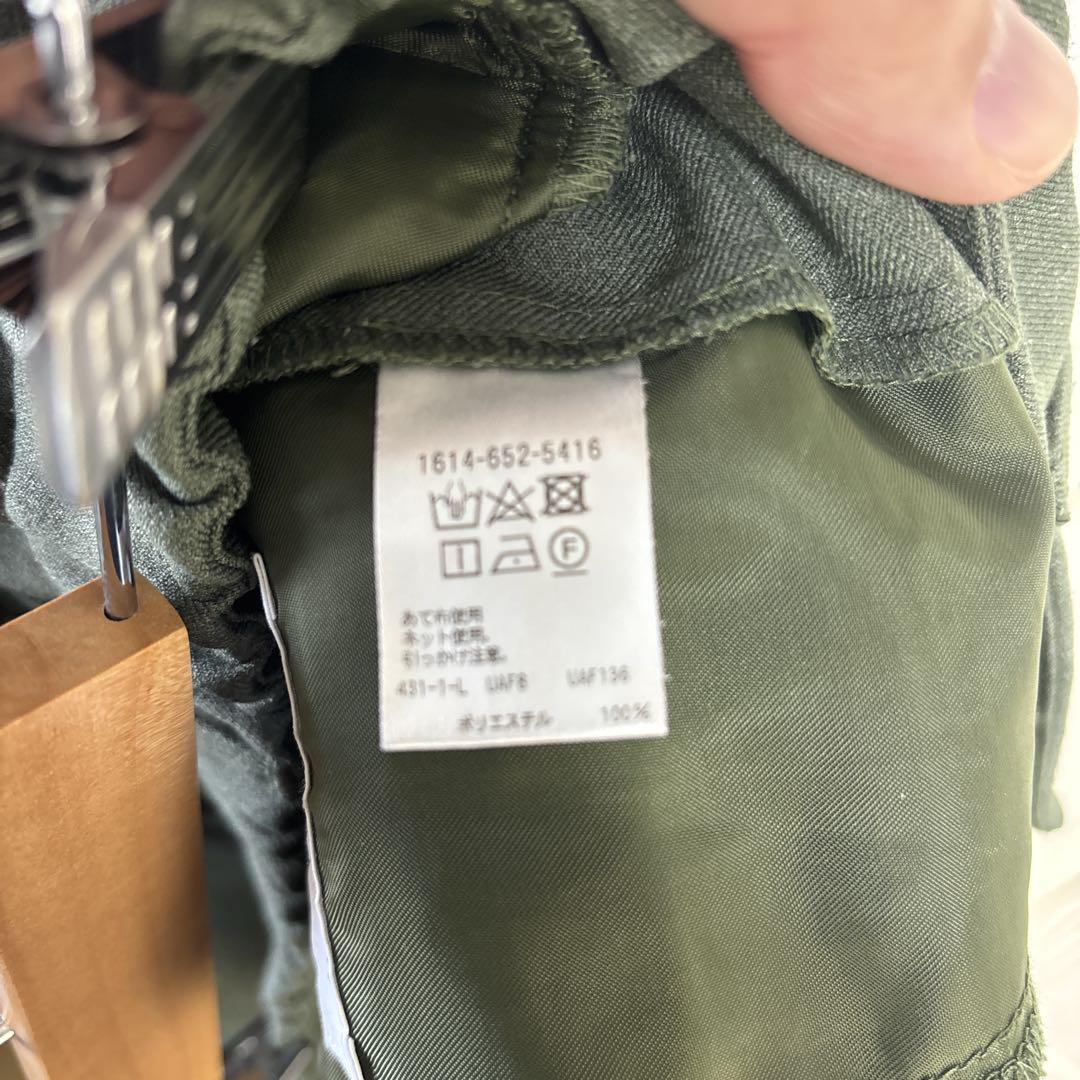 1614-652-5416
F
あて布使用
ネット使用。
引っかけ注意。
431-1-L UAF8 UAF136
ポリエステル 100%